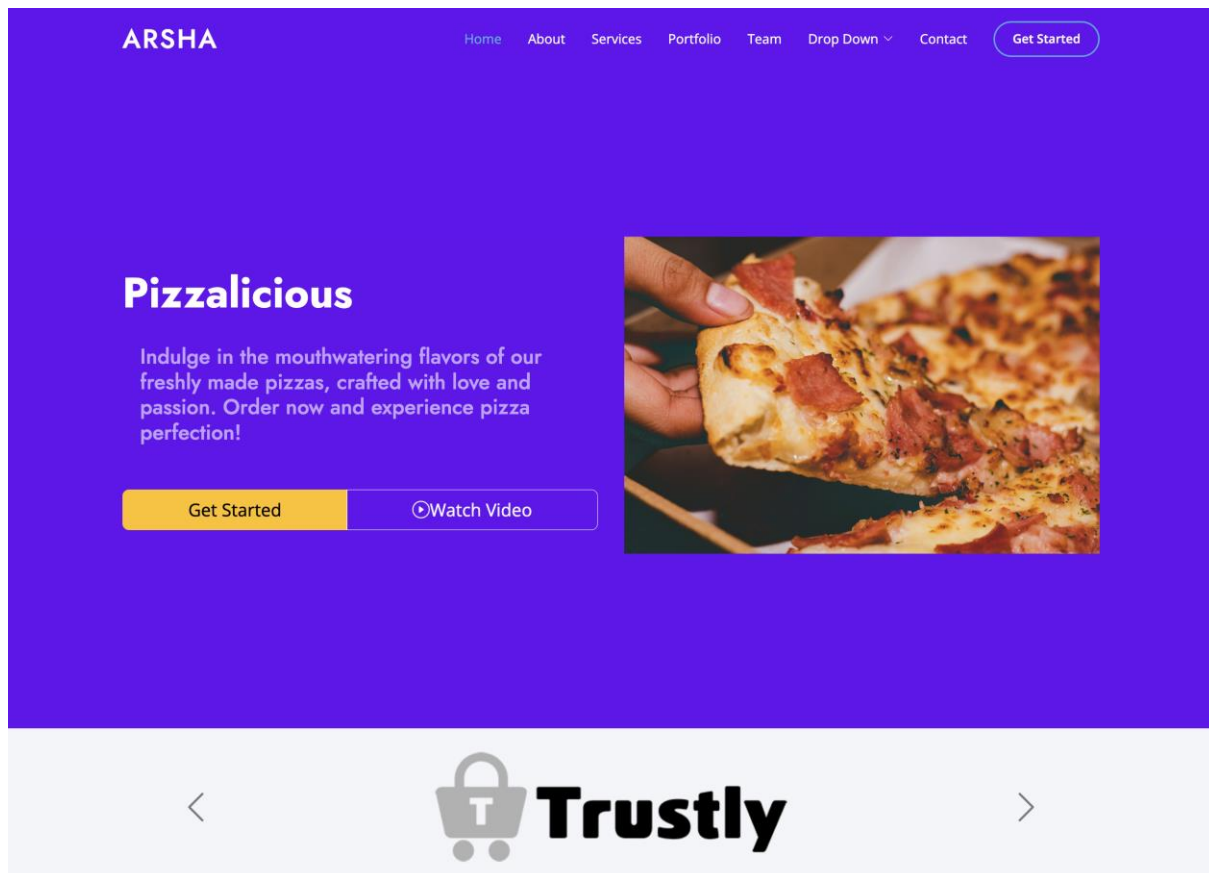 ARSHA
Home About Services Portfolio Team Drop Down Contact Get Started
Pizzalicious
Indulge in the mouthwatering flavors of our
freshly made pizzas, crafted with love and
passion. Order now and experience pizza
perfection!
Get Started Watch Video
T Trustly